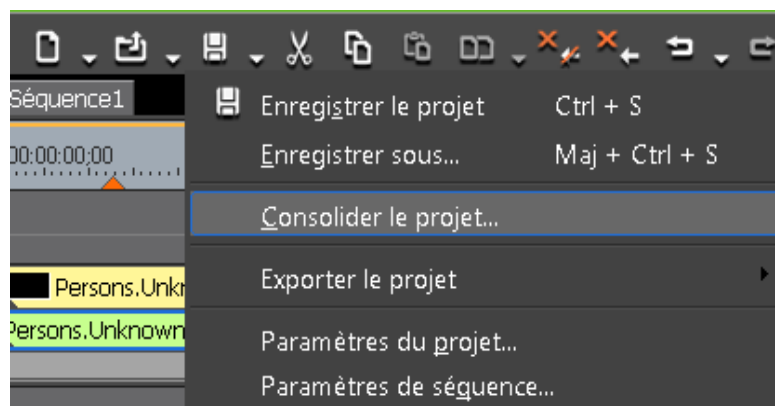 Séquence1
Enregistrer le projet Ctrl + S
00:00:00;00
Enregistrer sous... Maj + Ctrl + S
Consolider le projet...
Persons.Unkn
Exporter le projet
Persons.Unknown
Paramètres du projet...
Paramètres de séquence...